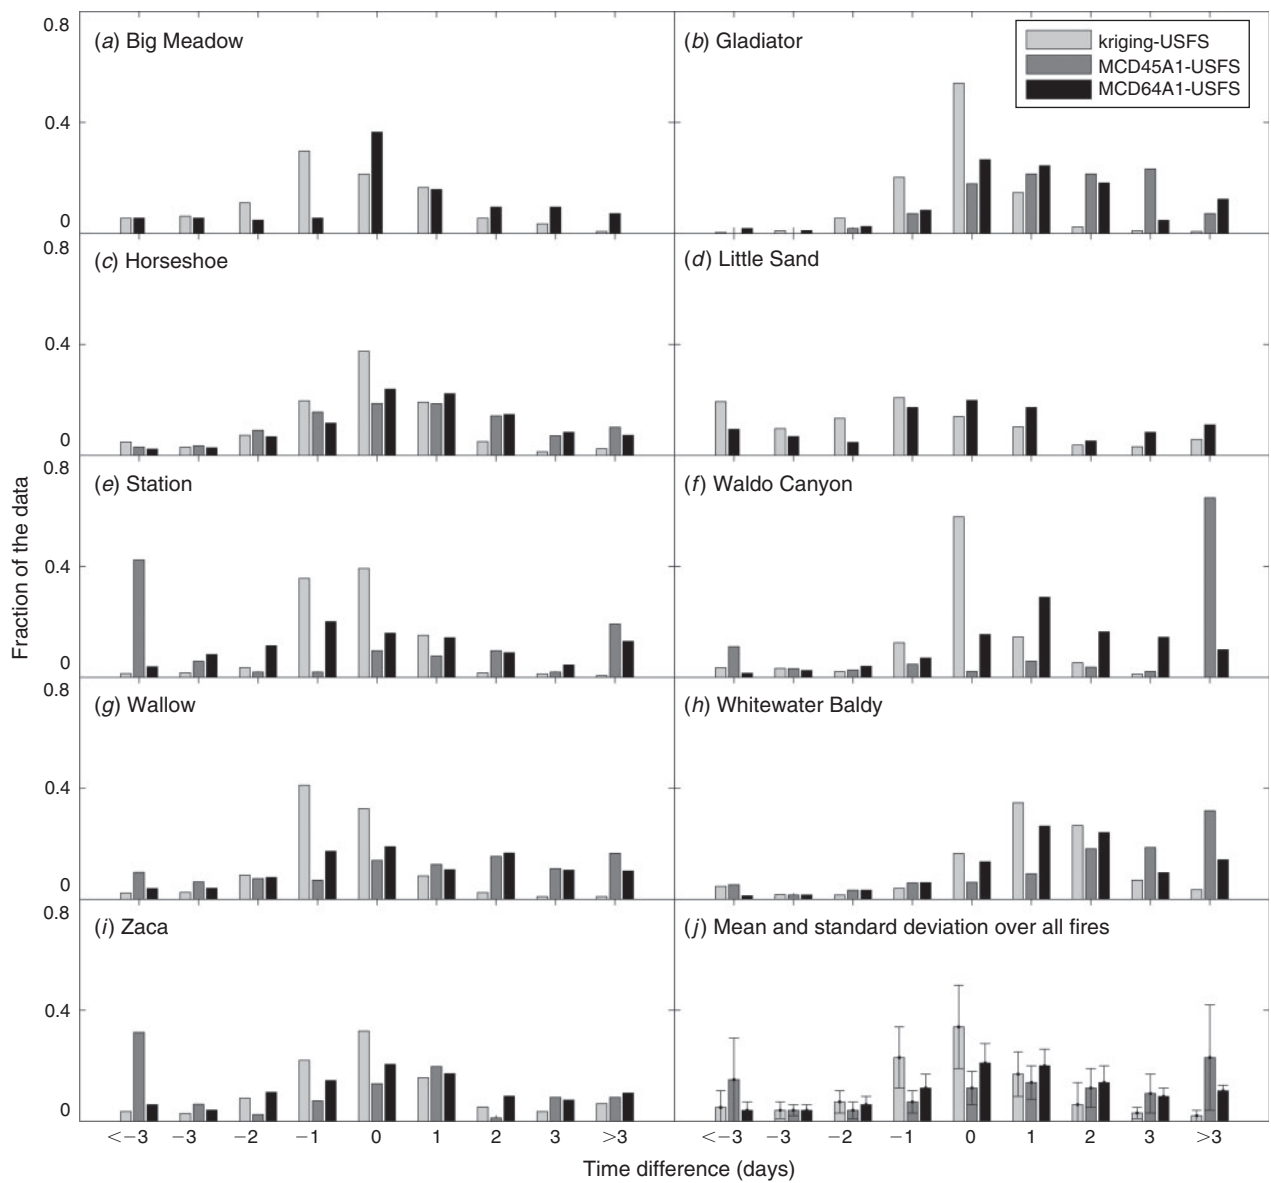 0.8
(a) Big Meadow
(b) Gladiator
kriging-USFS
MCD45A1-USFS
MCD64A1-USFS
0.4
0
0.8
(c) Horseshoe
(d) Little Sand
0.4
0
0.8
(e) Station
(f) Waldo Canyon
0.4
0
0.8
(g) Wallow
(h) Whitewater Baldy
0.4
0
0.8
(i) Zaca
(j) Mean and standard deviation over all fires
0.4
0
Fraction of the data
<−3 −3 −2 −1 0 1 2 3 >3
<−3 −3 −2 −1 0 1 2 3 >3
Time difference (days)